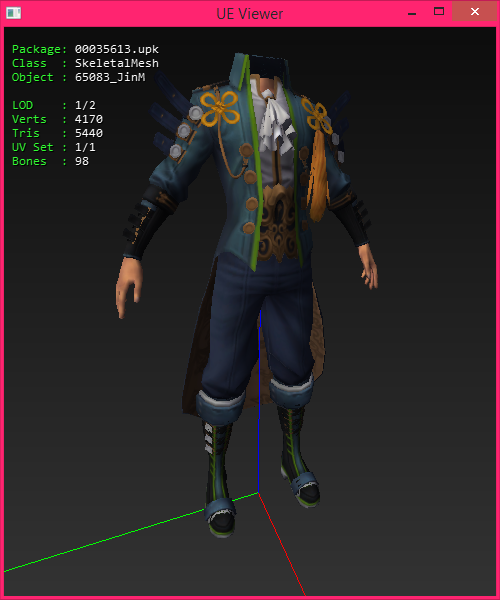 UE Viewer
Package: 00035613.upk
Class : SkeletalMesh
Object : 65083_JinM
LOD : 1/2
Verts : 4170
Tris : 5440
UV Set : 1/1
Bones : 98